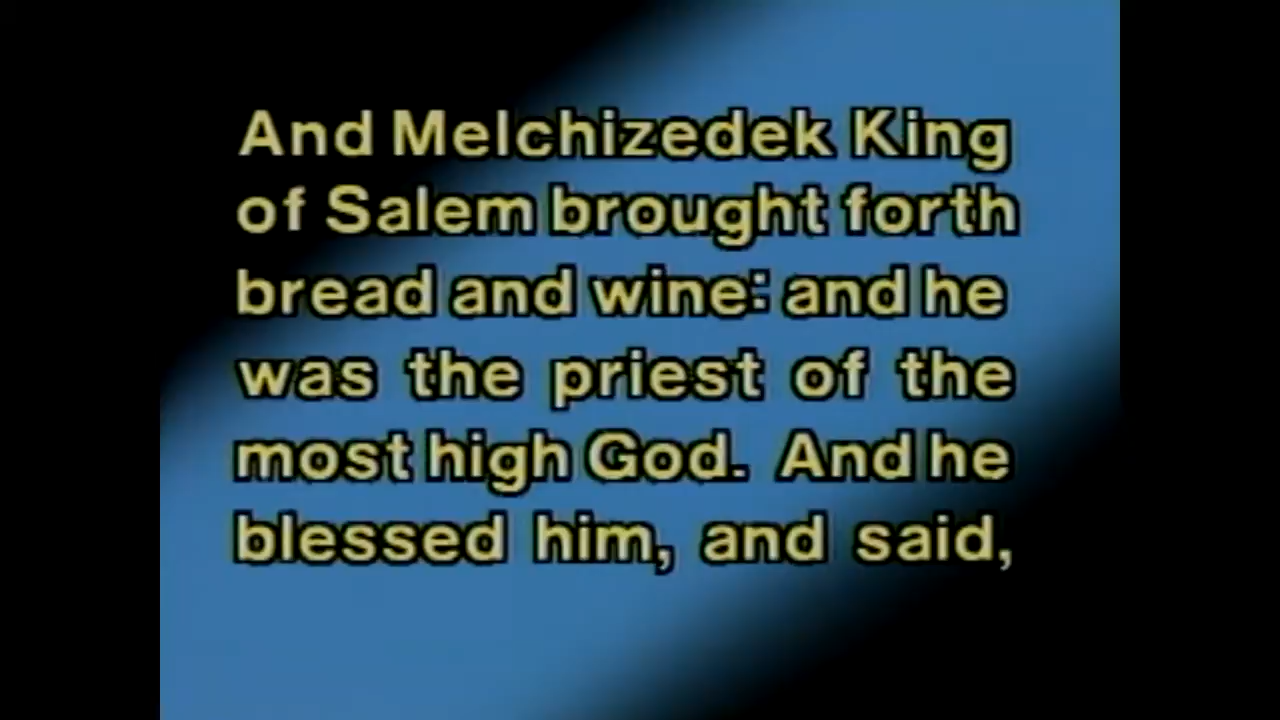 And Melchizedek King
of Salem brought forth
bread and wine: and he
was the priest of the
most high God. And he
blessed him, and said,